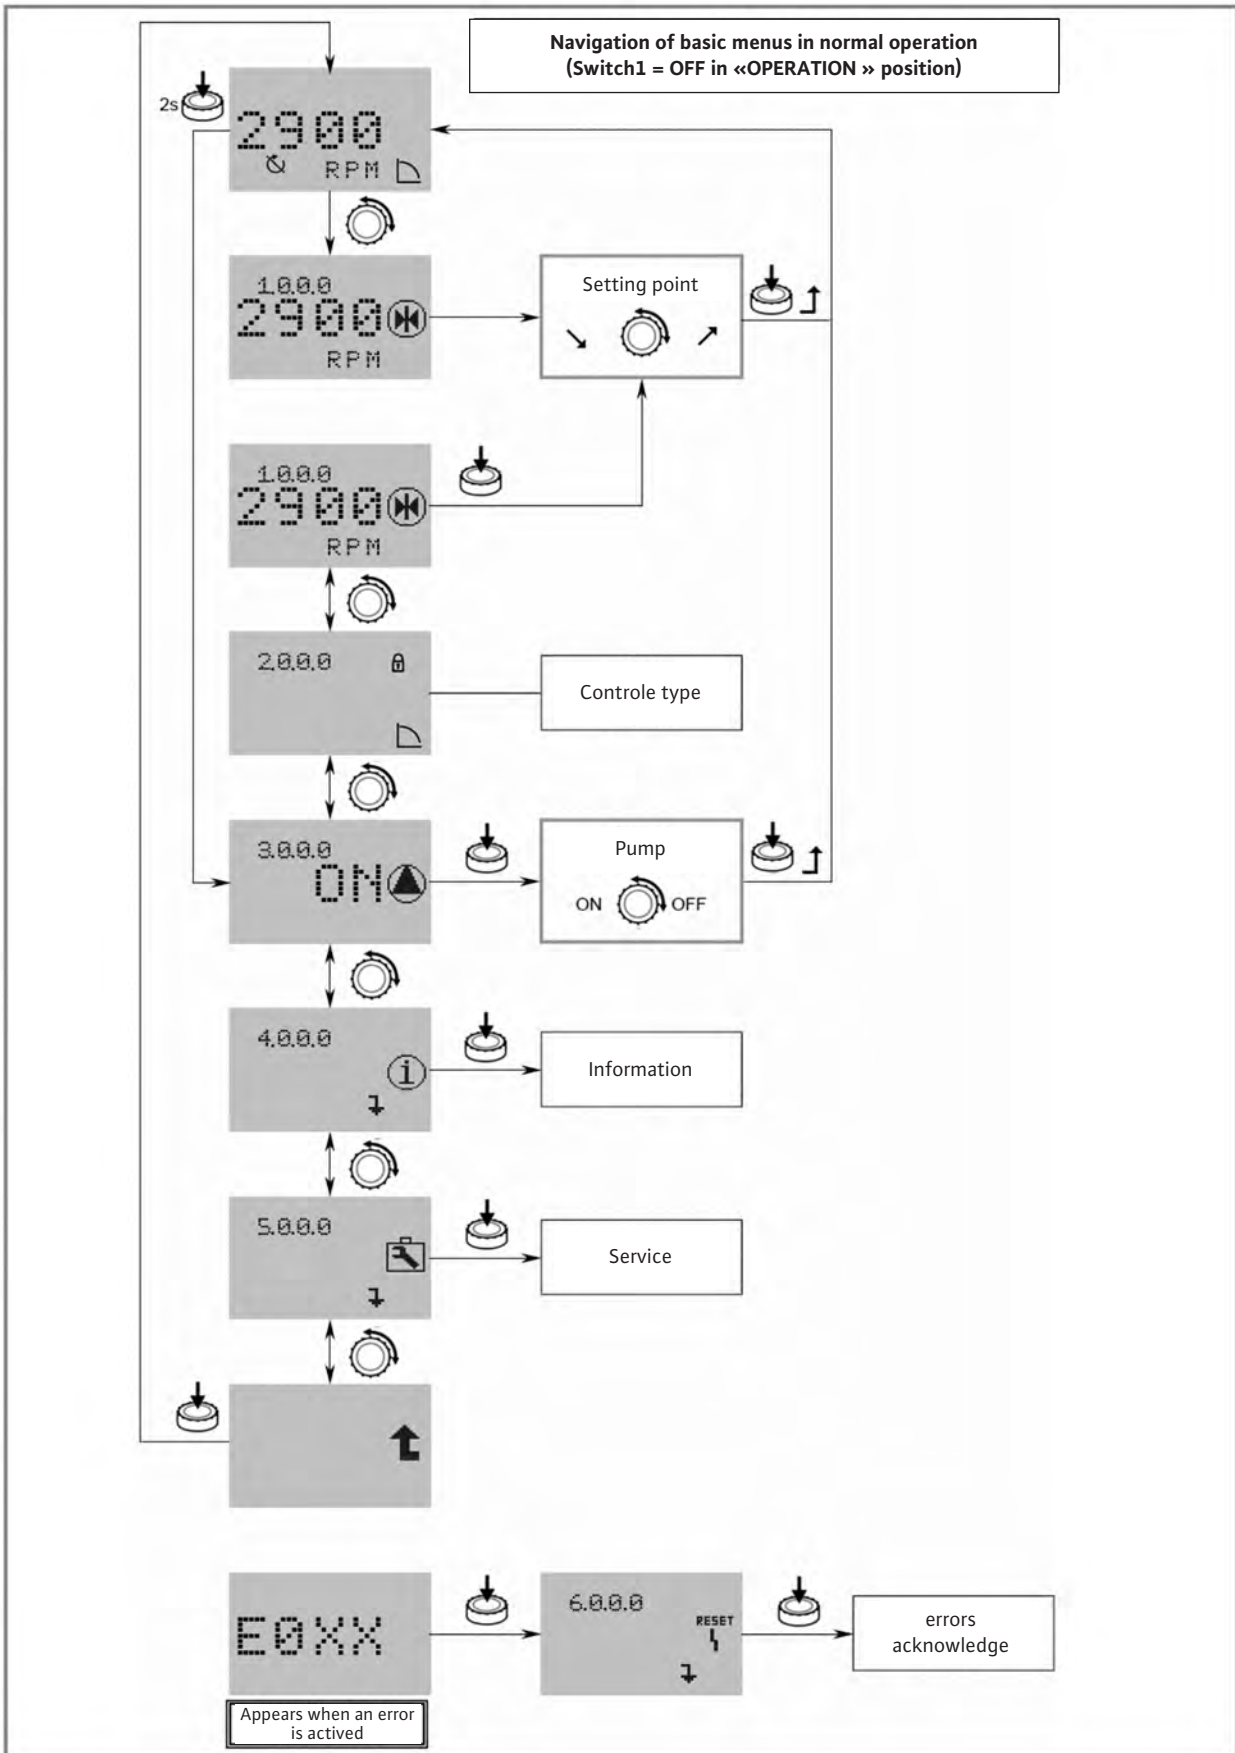 Navigation of basic menus in normal operation
(Switch1 = OFF in «OPERATION » position)
2s
2900
RPM
1.0.0.0
2900
RPM
Setting point
1.0.0.0
2900
RPM
2.0.0.0
Controle type
3.0.0.0
ON
Pump
ON
OFF
4.0.0.0
i
Information
5.0.0.0
Service
E0XX
6.0.0.0
RESET
errors
acknowledge
Appears when an error
is actived